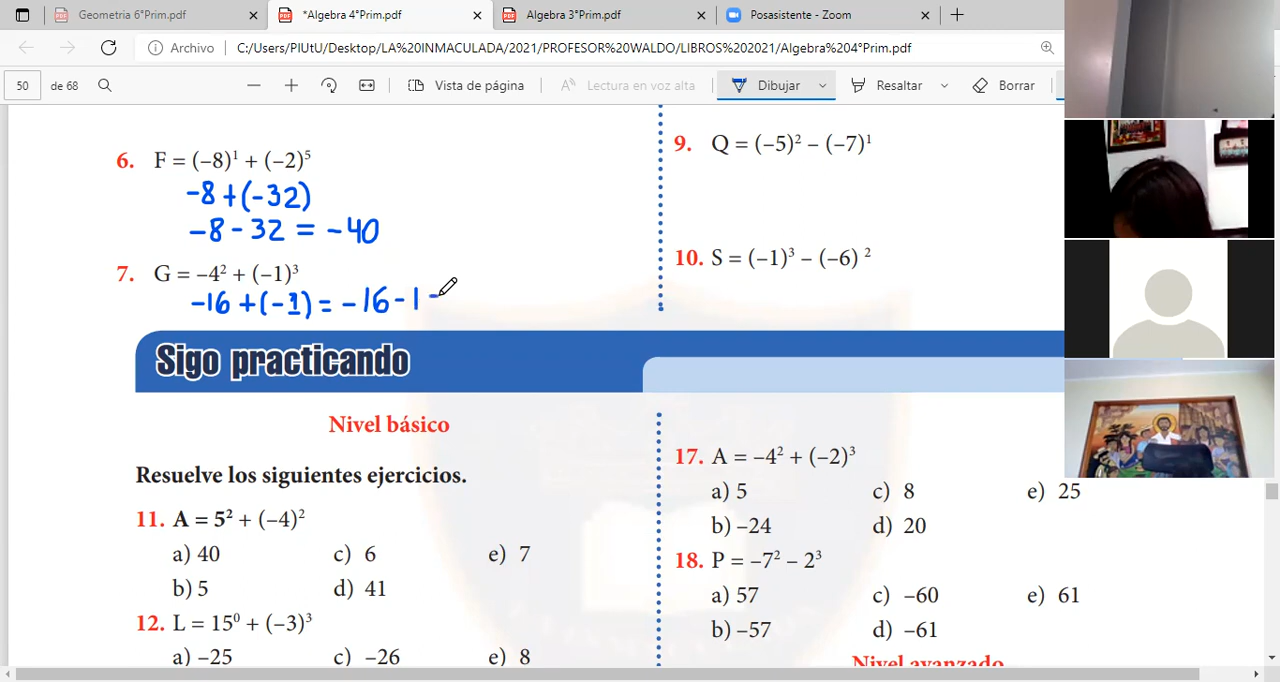 Geometria 6°Prim.pdf
*Algebra 4°Prim.pdf
Algebra 3°Prim.pdf
Posasistente - Zoom
Archivo C:/Users/PlUtU/Desktop/LA%20INMACULADA/2021/PROFESOR%20WALDO/LIBROS%202021/Algebra%204°Prim.pdf
50 de 68
Vista de página
Lectura en voz alta
Dibujar
Resaltar
Borrar
6. F = (−8)¹ + (−2)⁵
-8+(-32)
-8-32 = -40
7. G = −4² + (−1)³
-16+(-1)= -16-1 -
9. Q = (−5)² − (−7)¹
10. S = (−1)³ − (−6) ²
Sigo practicando
Nivel básico
Resuelve los siguientes ejercicios.
11. A = 5² + (−4)²
a) 40 c) 6 e) 7
b) 5 d) 41
12. L = 15⁰ + (−3)³
a) −25 c) −26 e) 8
17. A = −4² + (−2)³
a) 5 c) 8 e) 25
b) −24 d) 20
18. P = −7² − 2³
a) 57 c) −60 e) 61
b) −57 d) −61
Nivel avanzado